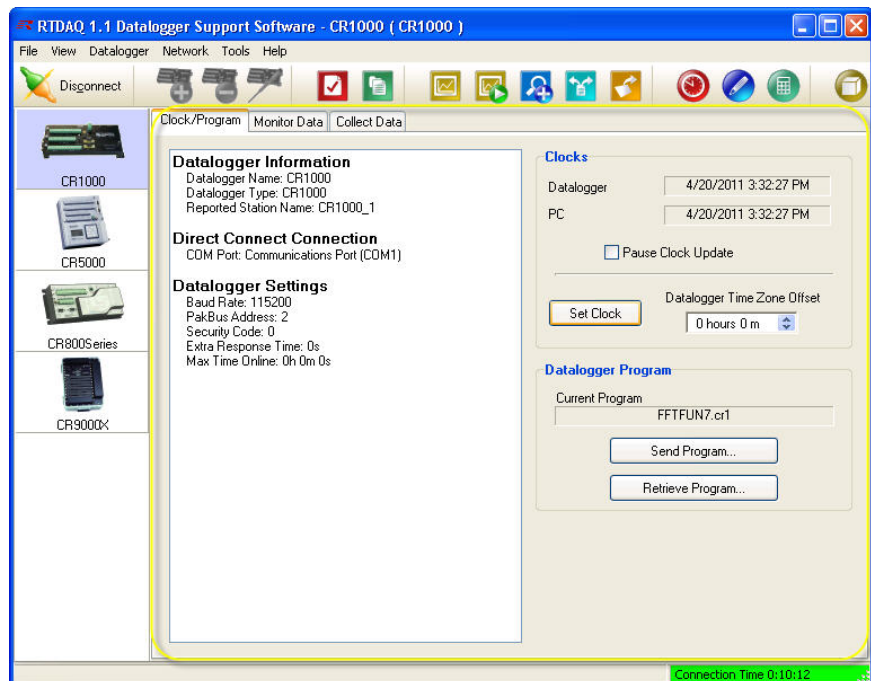 RTDAQ 1.1 Datalogger Support Software - CR1000 ( CR1000 )
File View Datalogger Network Tools Help
Disconnect
CR1000
CR5000
CR800Series
CR9000X
Clock/Program Monitor Data Collect Data
Datalogger Information
Datalogger Name: CR1000
Datalogger Type: CR1000
Reported Station Name: CR1000_1
Direct Connect Connection
COM Port: Communications Port (COM1)
Datalogger Settings
Baud Rate: 115200
PakBus Address: 2
Security Code: 0
Extra Response Time: 0s
Max Time Online: 0h 0m 0s
Clocks
Datalogger 4/20/2011 3:32:27 PM
PC 4/20/2011 3:32:27 PM
Pause Clock Update
Set Clock
Datalogger Time Zone Offset
0 hours 0 m
Datalogger Program
Current Program
FFTFUN7.cr1
Send Program...
Retrieve Program...
Connection Time 0:10:12